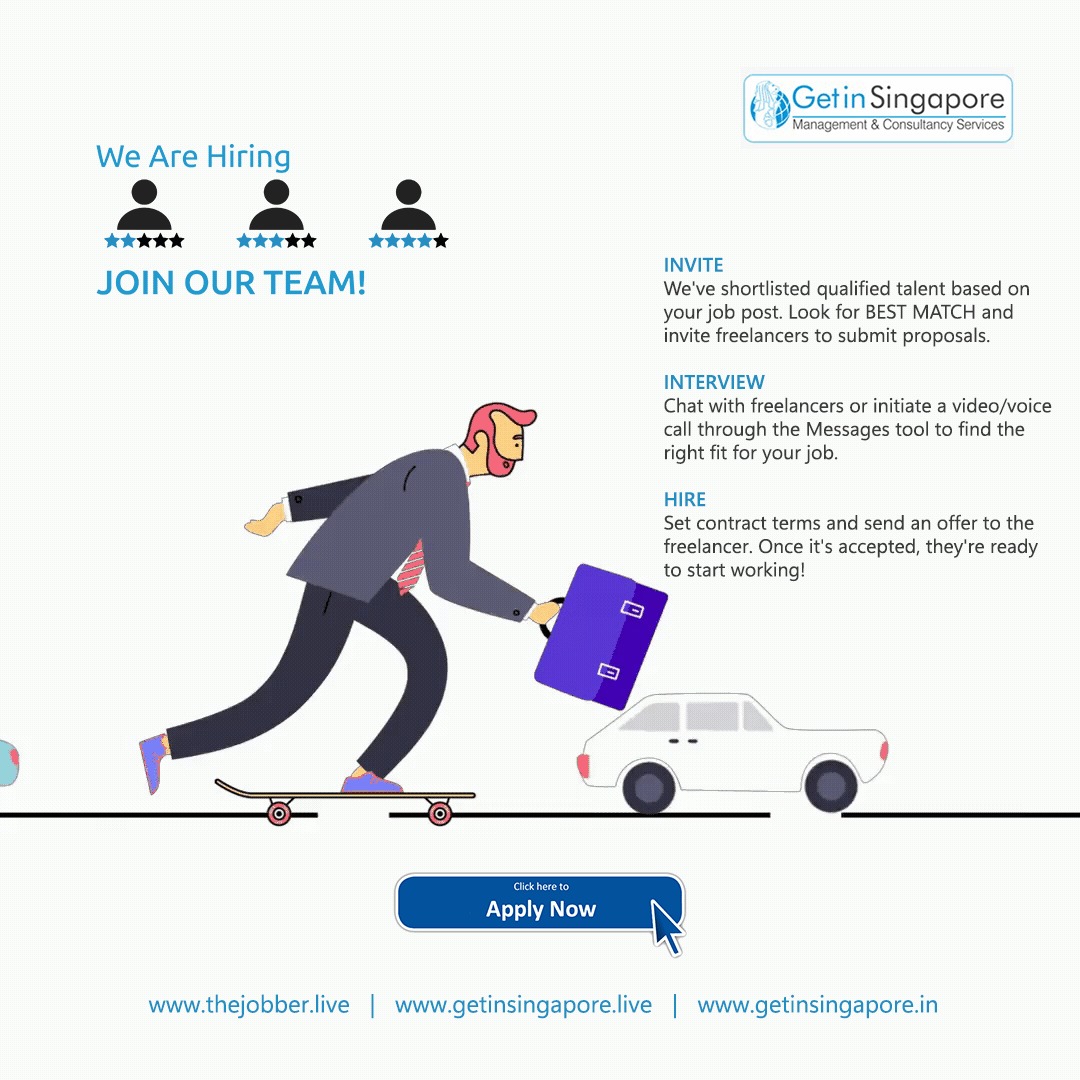 Getin Singapore
Management & Consultancy Services
We Are Hiring
JOIN OUR TEAM!
INVITE
We've shortlisted qualified talent based on
your job post. Look for BEST MATCH and
invite freelancers to submit proposals.
INTERVIEW
Chat with freelancers or initiate a video/voice
call through the Messages tool to find the
right fit for your job.
HIRE
Set contract terms and send an offer to the
freelancer. Once it's accepted, they're ready
to start working!
Click here to
Apply Now
www.thejobber.live | www.getinsingapore.live | www.getinsingapore.in